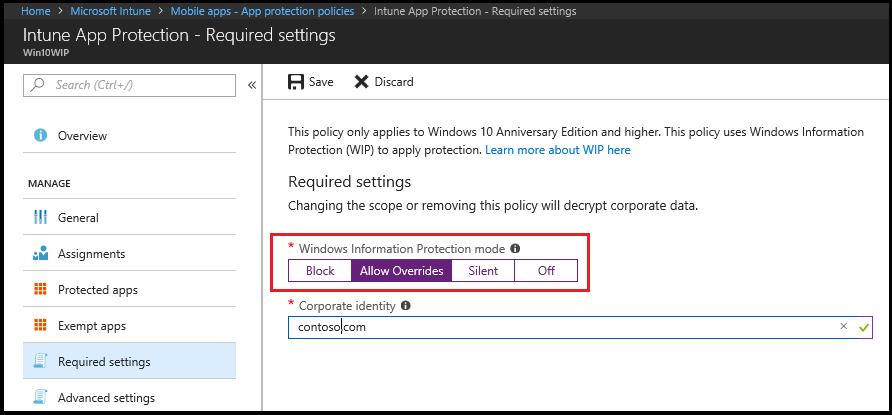 Home > Microsoft Intune > Mobile apps - App protection policies > Intune App Protection - Required settings
Intune App Protection - Required settings
Win10WIP
Search (Ctrl+/)
«
Save
Discard
Overview
MANAGE
General
Assignments
Protected apps
Exempt apps
Required settings
Advanced settings
This policy only applies to Windows 10 Anniversary Edition and higher. This policy uses Windows Information
Protection (WIP) to apply protection. Learn more about WIP here
Required settings
Changing the scope or removing this policy will decrypt corporate data.
* Windows Information Protection mode
Block Allow Overrides Silent Off
* Corporate identity
contoso.com